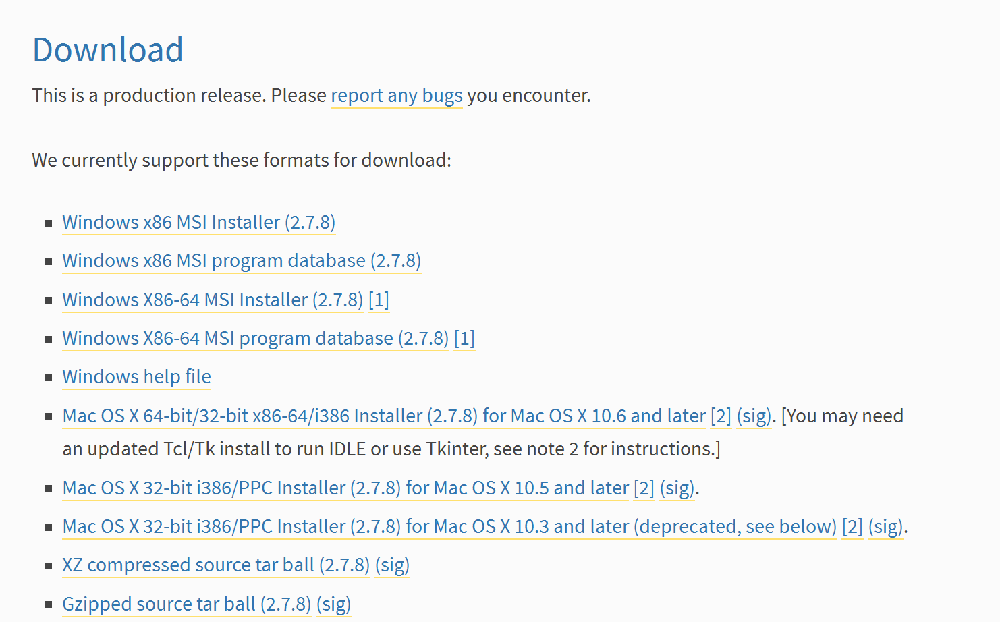 Download
This is a production release. Please report any bugs you encounter.
We currently support these formats for download:
Windows x86 MSI Installer (2.7.8)
Windows x86 MSI program database (2.7.8)
Windows X86-64 MSI Installer (2.7.8) [1]
Windows X86-64 MSI program database (2.7.8) [1]
Windows help file
Mac OS X 64-bit/32-bit x86-64/i386 Installer (2.7.8) for Mac OS X 10.6 and later [2] (sig). [You may need
an updated Tcl/Tk install to run IDLE or use Tkinter, see note 2 for instructions.]
Mac OS X 32-bit i386/PPC Installer (2.7.8) for Mac OS X 10.5 and later [2] (sig).
Mac OS X 32-bit i386/PPC Installer (2.7.8) for Mac OS X 10.3 and later (deprecated, see below) [2] (sig).
XZ compressed source tar ball (2.7.8) (sig)
Gzipped source tar ball (2.7.8) (sig)